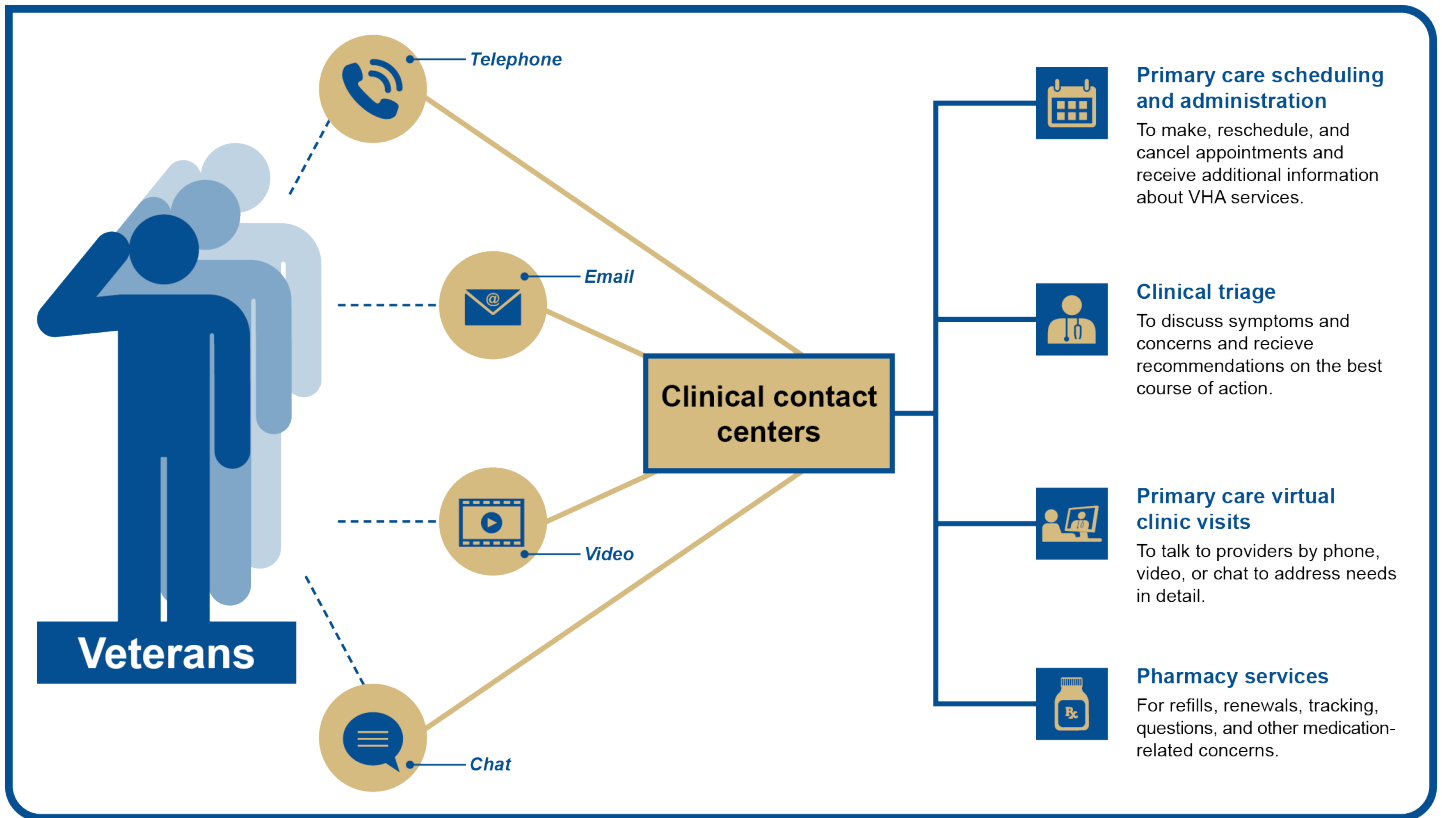 Telephone
Email
Video
Chat
@
Veterans
Clinical contact
centers
Primary care scheduling
and administration
To make, reschedule, and
cancel appointments and
receive additional information
about VHA services.
Clinical triage
To discuss symptoms and
concerns and recieve
recommendations on the best
course of action.
Primary care virtual
clinic visits
To talk to providers by phone,
video, or chat to address needs
in detail.
Pharmacy services
Rx
For refills, renewals, tracking,
questions, and other medication-
related concerns.